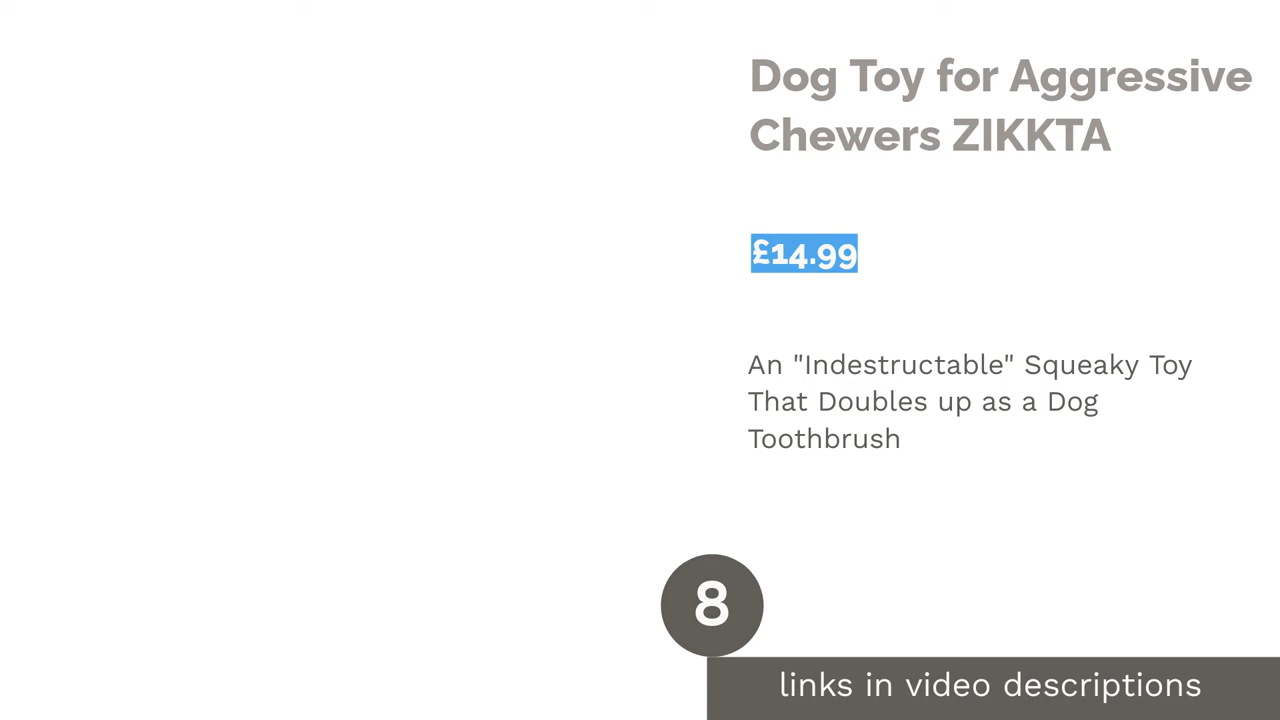 Dog Toy for Aggressive
Chewers ZIKKTA
£14.99
An "Indestructable" Squeaky Toy
That Doubles up as a Dog
Toothbrush
8
links in video descriptions